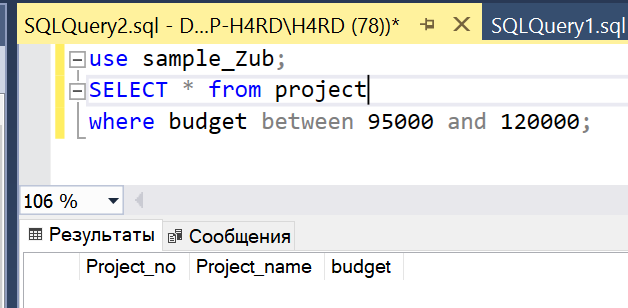 SQLQuery2.sql - D...P-H4RD\H4RD (78))* SQLQuery1.sql
use sample_Zub;
SELECT * from project
where budget between 95000 and 120000;
106 %
Результаты Сообщения
Project_no Project_name budget